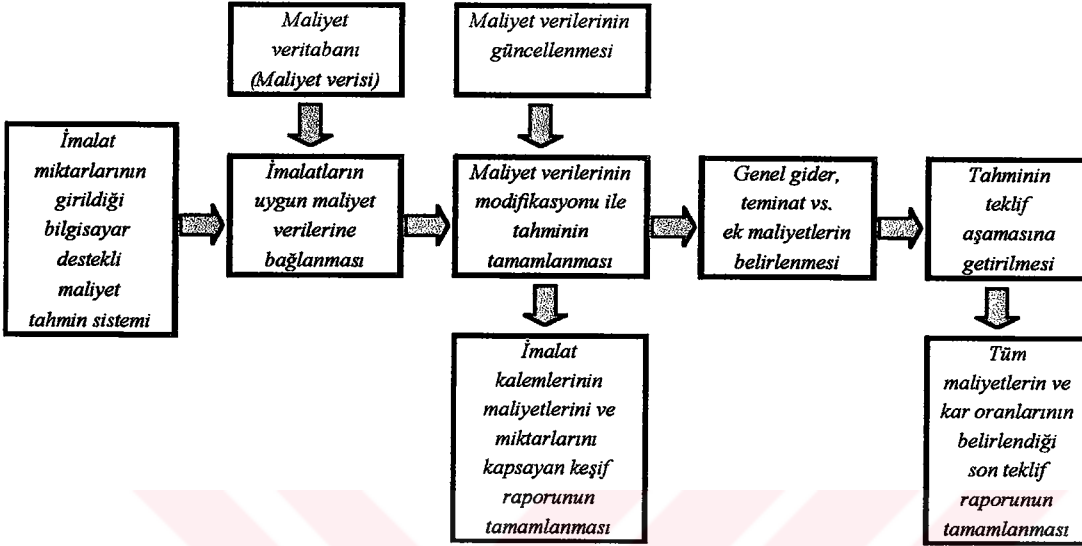 Maliyet
veritabanı
(Maliyet verisi)
Maliyet verilerinin
güncellenmesi
İmalat
miktarlarının
girildiği
bilgisayar
destekli
maliyet
tahmin sistemi
İmalatların
uygun maliyet
verilerine
bağlanması
Maliyet verilerinin
modifikasyonu ile
tahminin
tamamlanması
Genel gider,
teminat vs.
ek maliyetlerin
belirlenmesi
Tahminin
teklif
aşamasına
getirilmesi
İmalat
kalemlerinin
maliyetlerini ve
miktarlarını
kapsayan keşif
raporunun
tamamlanması
Tüm
maliyetlerin ve
kar oranlarının
belirlendiği
son teklif
raporunun
tamamlanması